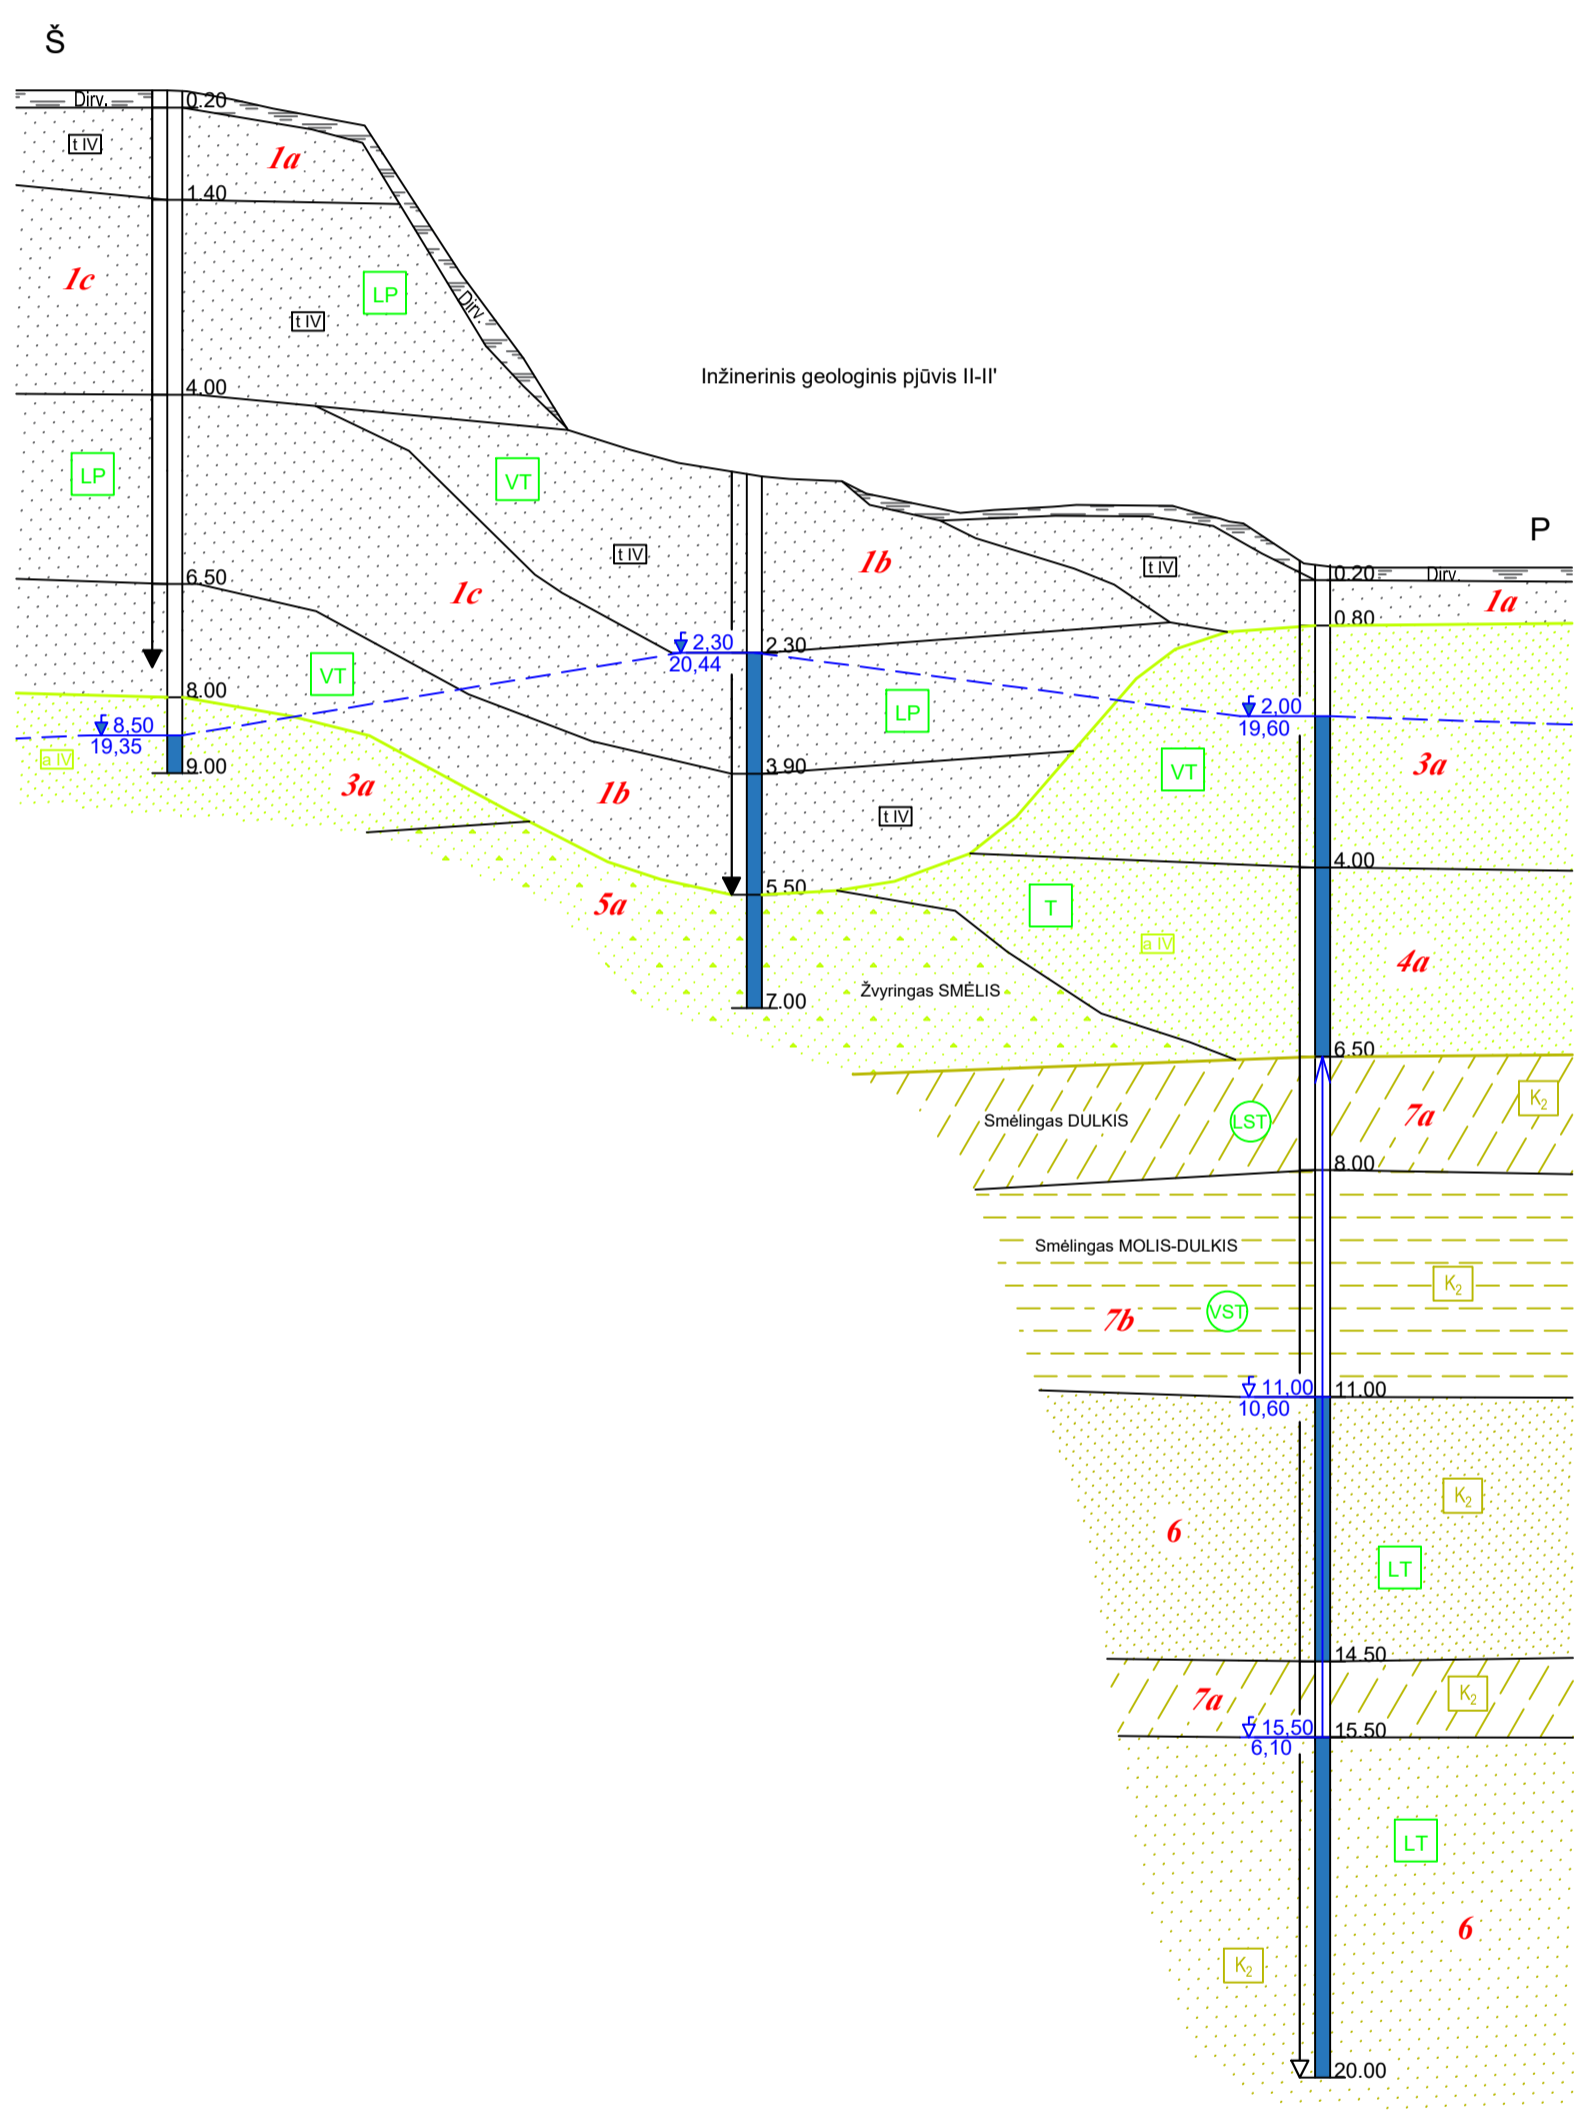 Š
Dirv.
0.20
t IV
1a
1.40
1c
LP
t IV
Dirv.
4.00
Inžinerinis geologinis pjūvis II-II'
LP
VT
P
t IV
1b
t IV
0.20
Dirv.
1a
0.80
6.50
1c
2,30
20,44
2.30
VT
8.00
8,50
19,35
a IV
9.00
3a
1b
LP
3.90
t IV
2,00
19,60
VT
3a
4.00
5.50
5a
T
a IV
4a
Žvyringas SMĖLIS
7.00
6.50
K2
Smėlingas DULKIS
LST
7a
8.00
Smėlingas MOLIS-DULKIS
K2
7b
VST
11,00
10,60
11.00
K2
6
LT
14.50
7a
K2
15,50
6,10
15.50
LT
6
K2
20.00